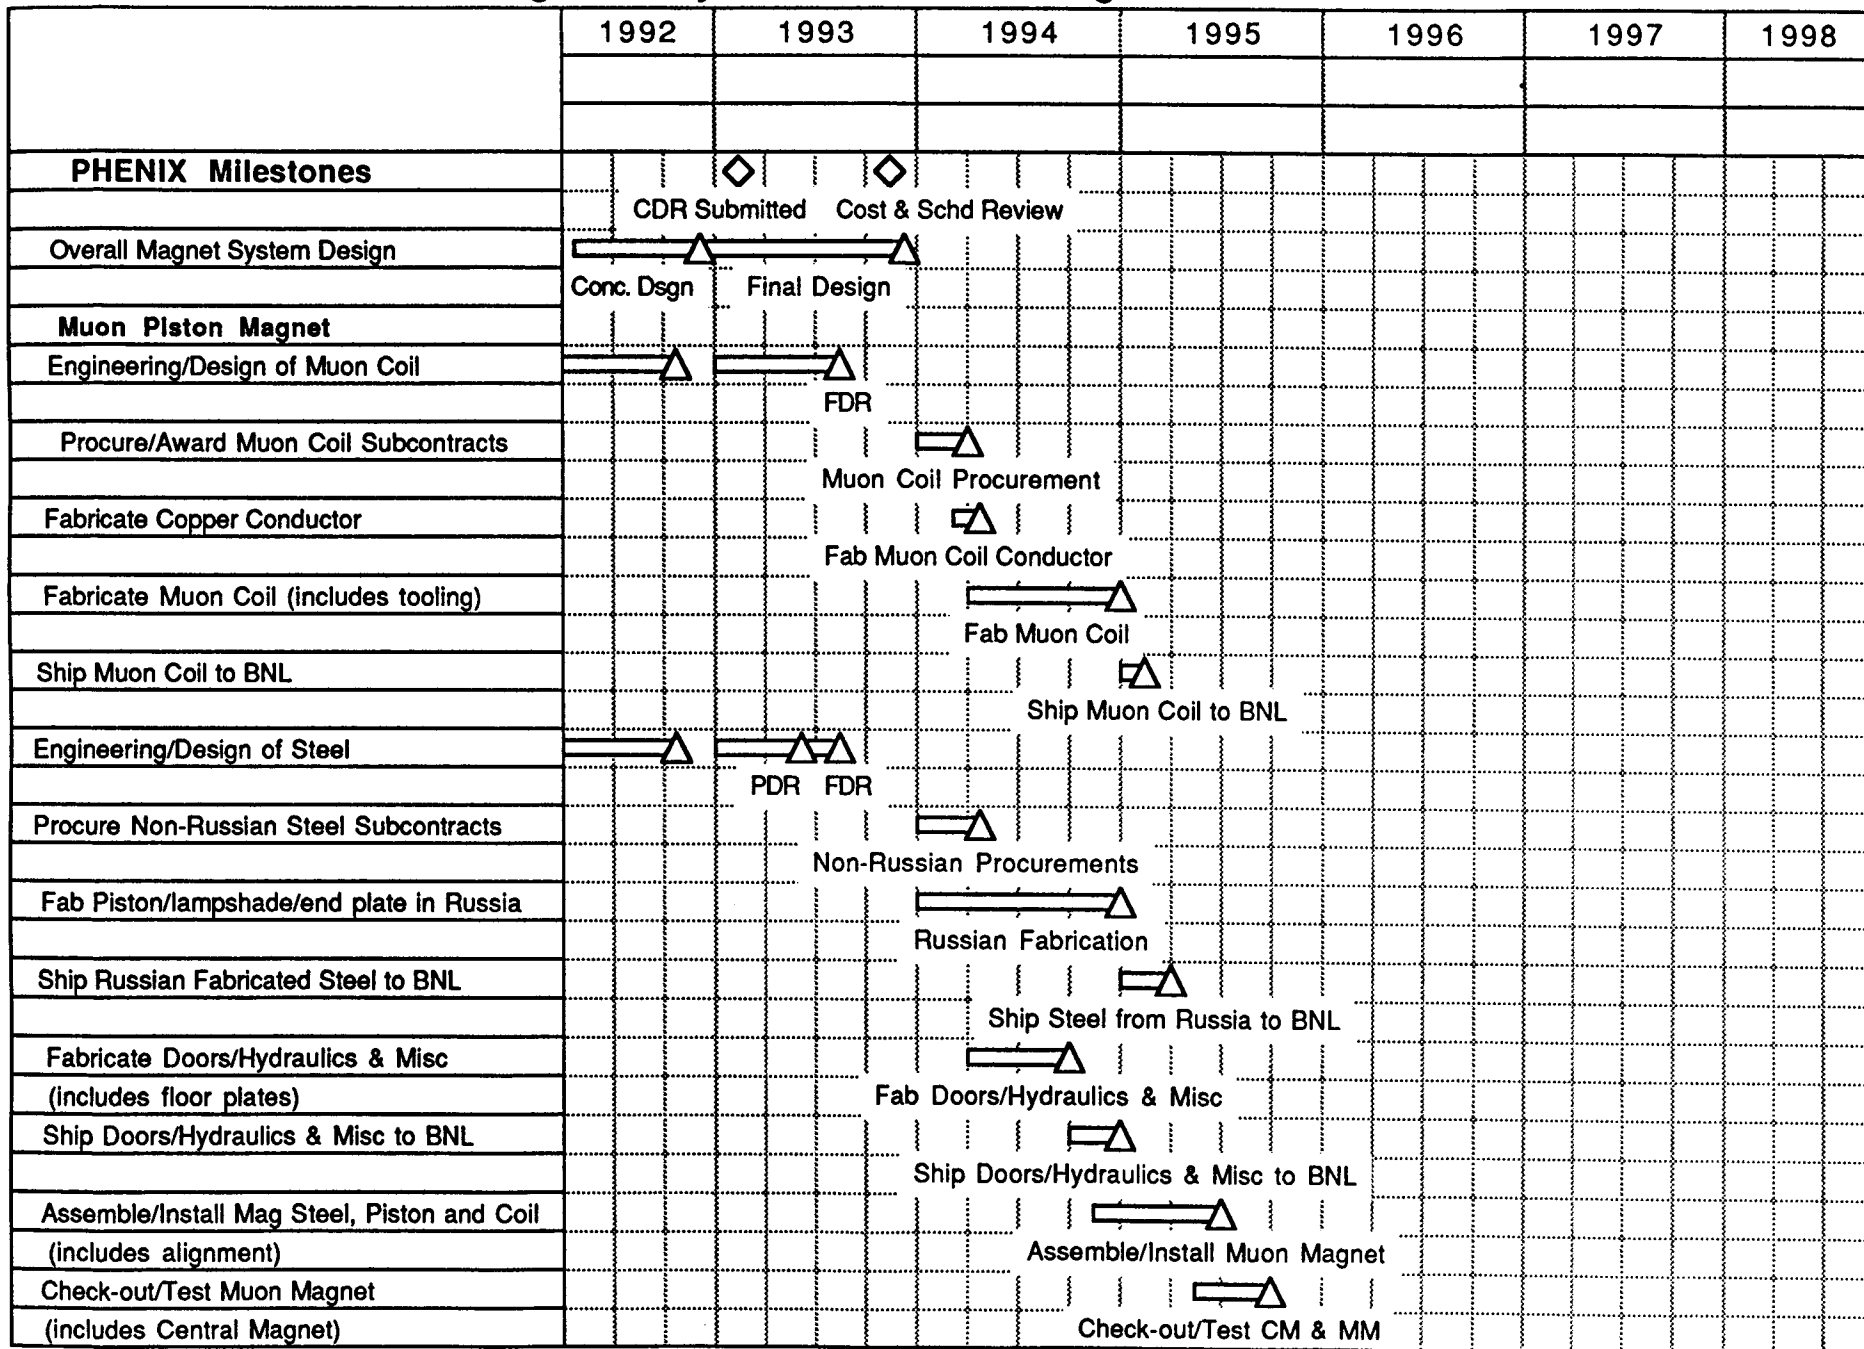 1992 1993 1994 1995 1996 1997 1998
PHENIX Milestones
CDR Submitted Cost & Schd Review
Overall Magnet System Design
Conc. Dsgn Final Design
Muon Piston Magnet
Engineering/Design of Muon Coil
FDR
Procure/Award Muon Coil Subcontracts
Muon Coil Procurement
Fabricate Copper Conductor
Fab Muon Coil Conductor
Fabricate Muon Coil (includes tooling)
Fab Muon Coil
Ship Muon Coil to BNL
Ship Muon Coil to BNL
Engineering/Design of Steel
PDR FDR
Procure Non-Russian Steel Subcontracts
Non-Russian Procurements
Fab Piston/lampshade/end plate in Russia
Russian Fabrication
Ship Russian Fabricated Steel to BNL
Ship Steel from Russia to BNL
Fabricate Doors/Hydraulics & Misc
(includes floor plates) Fab Doors/Hydraulics & Misc
Ship Doors/Hydraulics & Misc to BNL
Ship Doors/Hydraulics & Misc to BNL
Assemble/Install Mag Steel, Piston and Coil
(includes alignment) Assemble/Install Muon Magnet
Check-out/Test Muon Magnet
(includes Central Magnet) Check-out/Test CM & MM